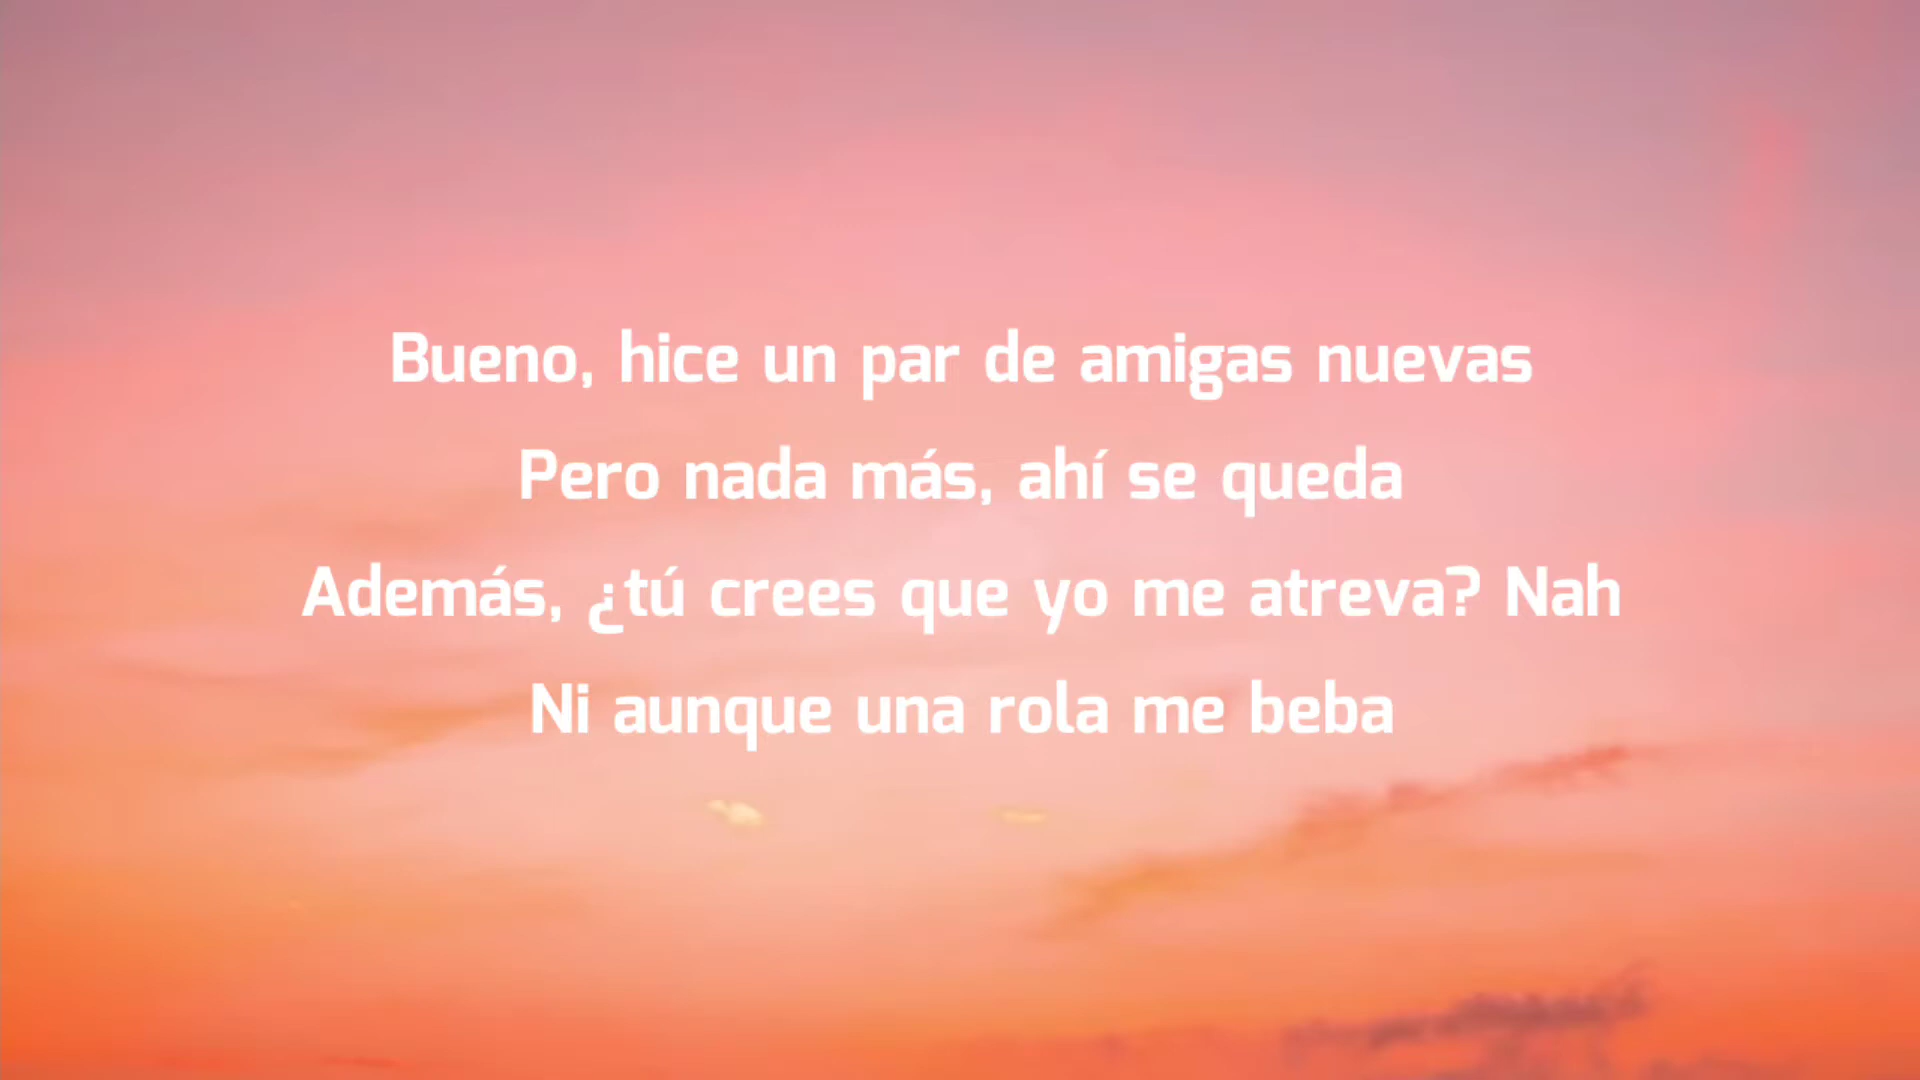 Bueno, hice un par de amigas nuevas
Pero nada más, ahí se queda
Además, ¿tú crees que yo me atreva? Nah
Ni aunque una rola me beba